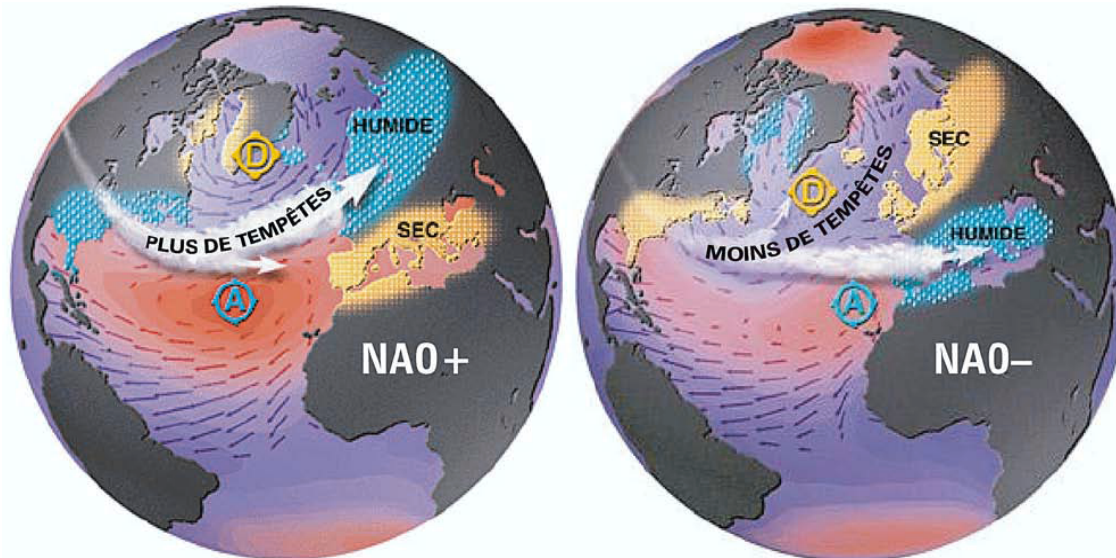 HUMIDE
D
PLUS DE TEMPÊTES
SEC
A
NAO+
SEC
D
MOINS DE TEMPÊTES
HUMIDE
A
NAO–